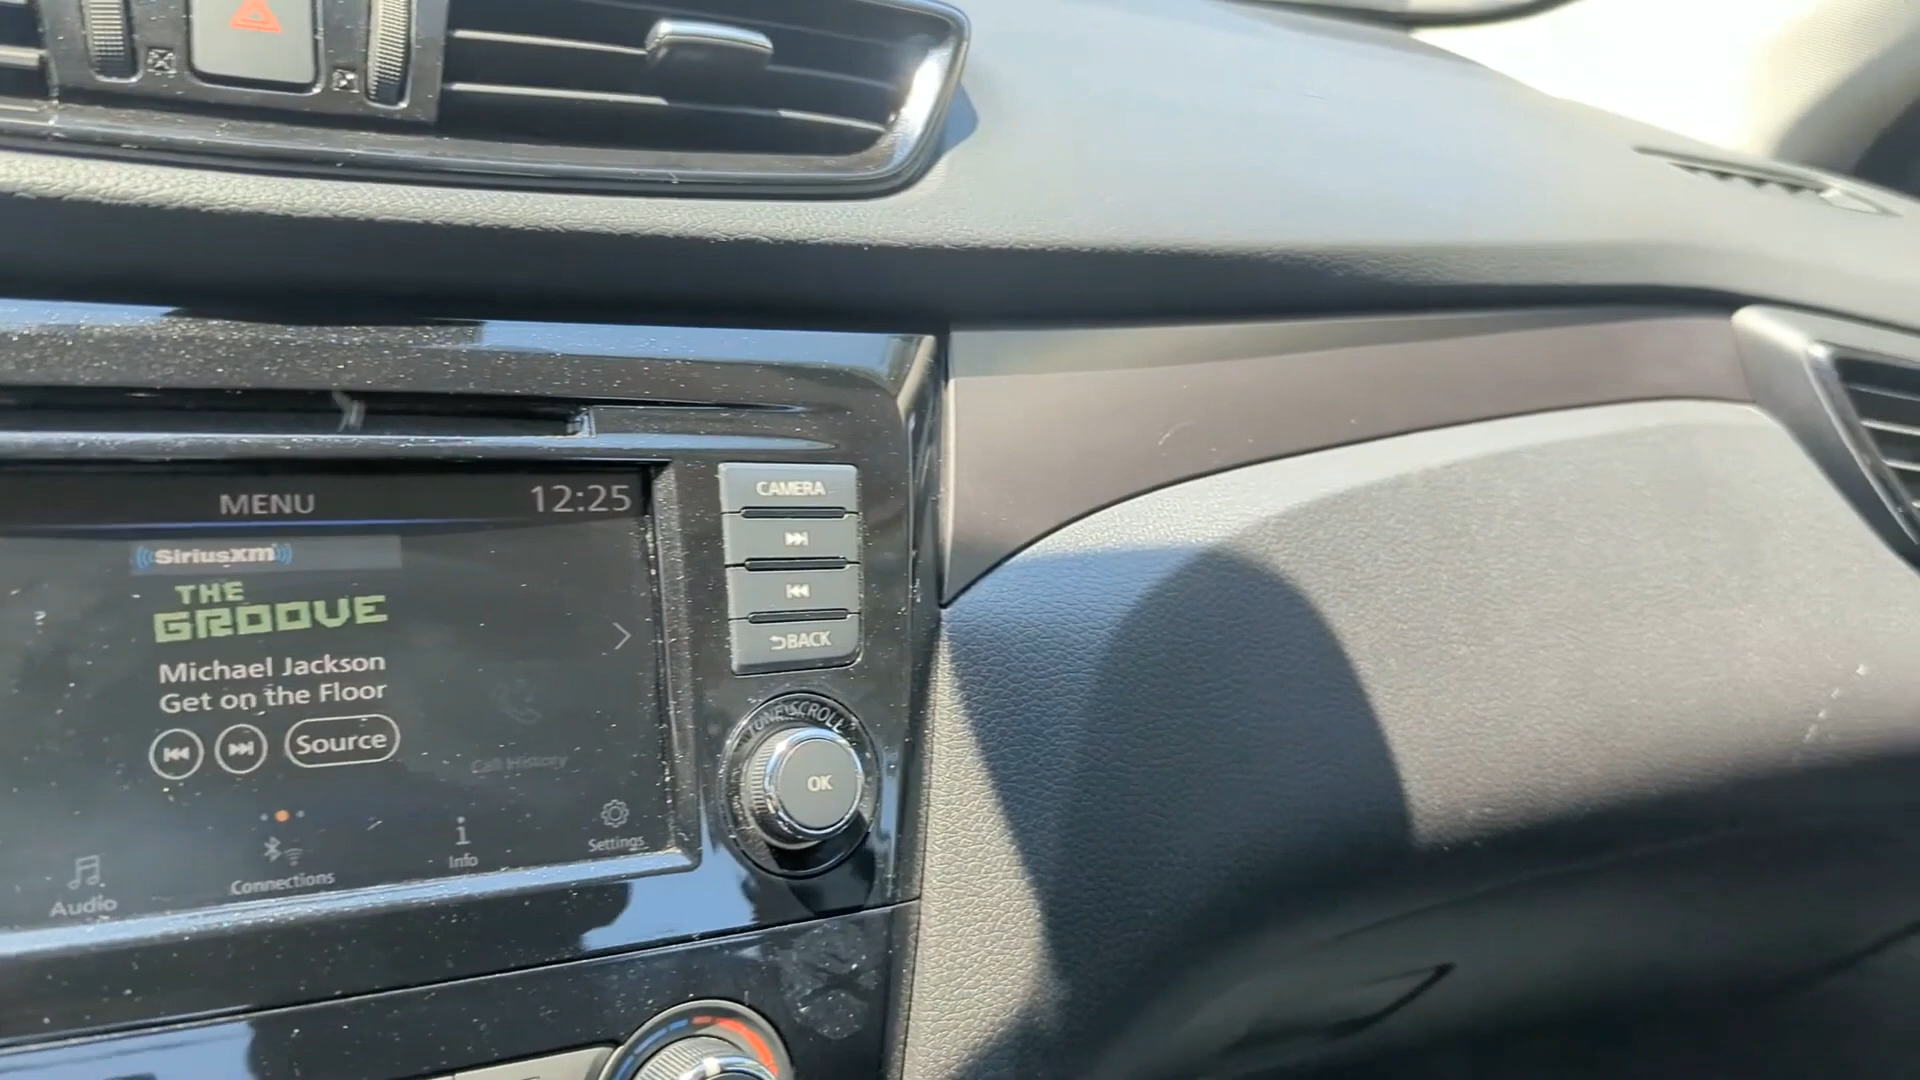 MENU
12:25
SiriusXM
THE
GROOVE
Michael Jackson
Get on the Floor
Source
Call History
Audio
Connections
Info
Settings
CAMERA
BACK
TUNE·SCROLL
OK